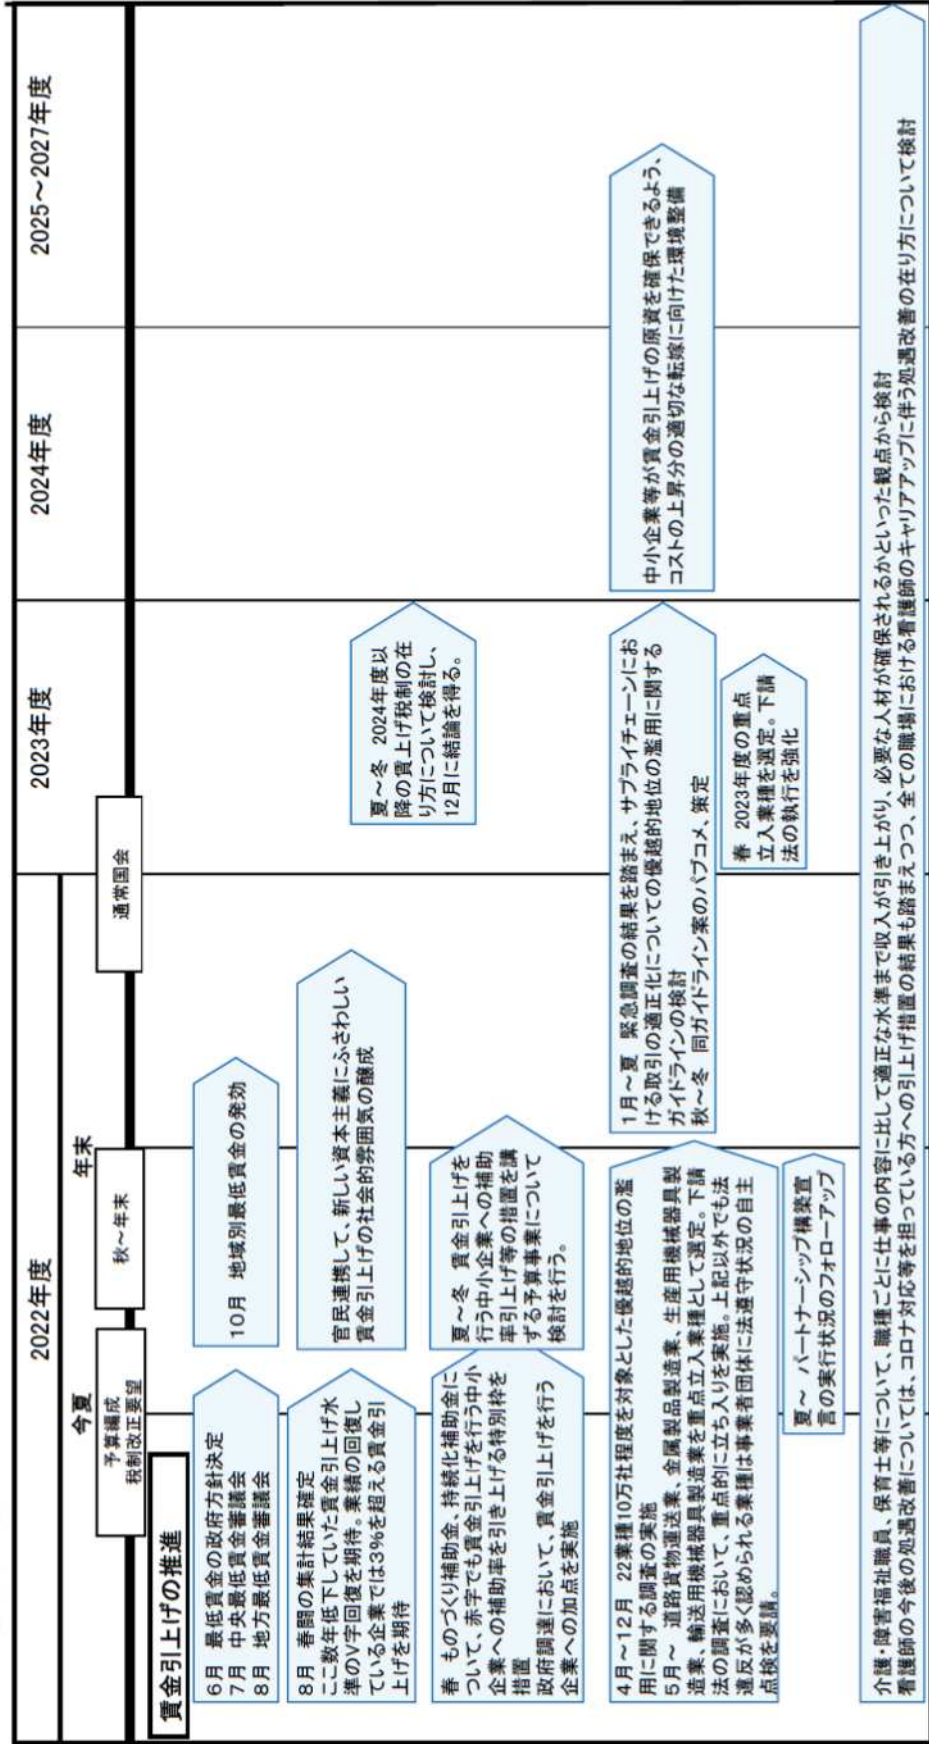 2022年度
2023年度
2024年度
2025～2027年度
今夏
年末
予算編成
税制改正要望
秋～年末
通常国会
賃金引上げの推進
6月 最低賃金の政府方針決定
7月 中央最低賃金審議会
8月 地方最低賃金審議会
10月 地域別最低賃金の発効
8月 春闘の集計結果確定
ここ数年低下していた賃金引上げ水
準のV字回復を期待。業績の回復し
ている企業では3%を超える賃金引
上げを期待
官民連携して、新しい資本主義にふさわしい
賃金引上げの社会的雰囲気の醸成
夏～冬 2024年度以
降の賃上げ税制の在
り方について検討し、
12月に結論を得る。
春 ものづくり補助金、持続化補助金に
ついて、赤字でも賃金引上げを行う中小
企業への補助率を引き上げる特別枠を
措置
政府調達において、賃金引上げを行う
企業への加点を実施
夏～冬 賃金引上げを
行う中小企業への補助
率引上げ等の措置を講
ずる予算事業について
検討を行う。
4月～12月 22業種10万社程度を対象とした優越的地位の濫
用に関する調査の実施
5月～ 道路貨物運送業、金属製品製造業、生産用機械器具製
造業、輸送用機械器具製造業を重点立入業種として選定。下請
法の調査において、重点的に立ち入りを実施。上記以外でも法
違反が多く認められる業種は事業者団体に法遵守状況の自主
点検を要請。
1月～夏 緊急調査の結果を踏まえ、サプライチェーンにお
ける取引の適正化についての優越的地位の濫用に関する
ガイドラインの検討
秋～冬 同ガイドライン案のパブコメ、策定
中小企業等が賃金引上げの原資を確保できるよう、
コストの上昇分の適切な転嫁に向けた環境整備
春 2023年度の重点
立入業種を選定。下請
法の執行を強化
夏～ パートナーシップ構築宣
言の実行状況のフォローアップ
介護・障害福祉職員、保育士等について、職種ごとに仕事の内容に比して適正な水準まで収入が引き上がり、必要な人材が確保されるかといった観点から検討
看護師の今後の処遇改善については、コロナ対応等を担っている方への引上げ措置の結果も踏まえつつ、全ての職場における看護師のキャリアアップに伴う処遇改善の在り方について検討